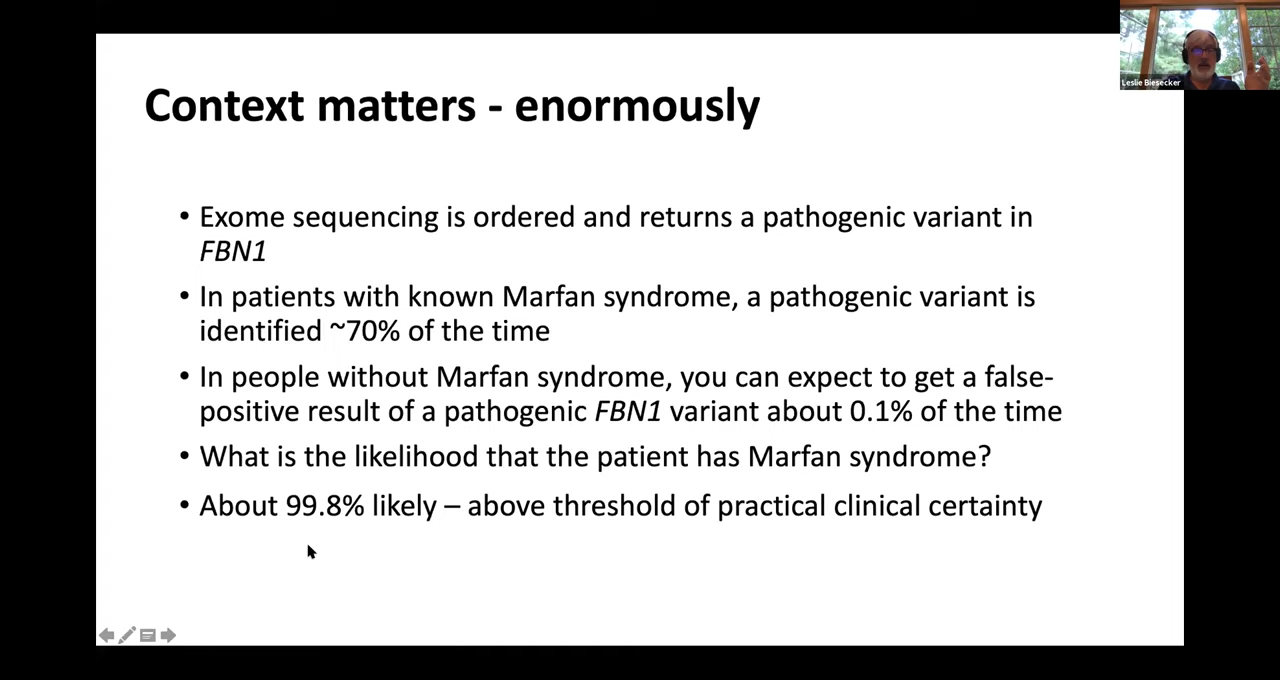 Leslie Biesecker
Context matters - enormously
• Exome sequencing is ordered and returns a pathogenic variant in
FBN1
• In patients with known Marfan syndrome, a pathogenic variant is
identified ~70% of the time
• In people without Marfan syndrome, you can expect to get a false-
positive result of a pathogenic FBN1 variant about 0.1% of the time
• What is the likelihood that the patient has Marfan syndrome?
• About 99.8% likely – above threshold of practical clinical certainty